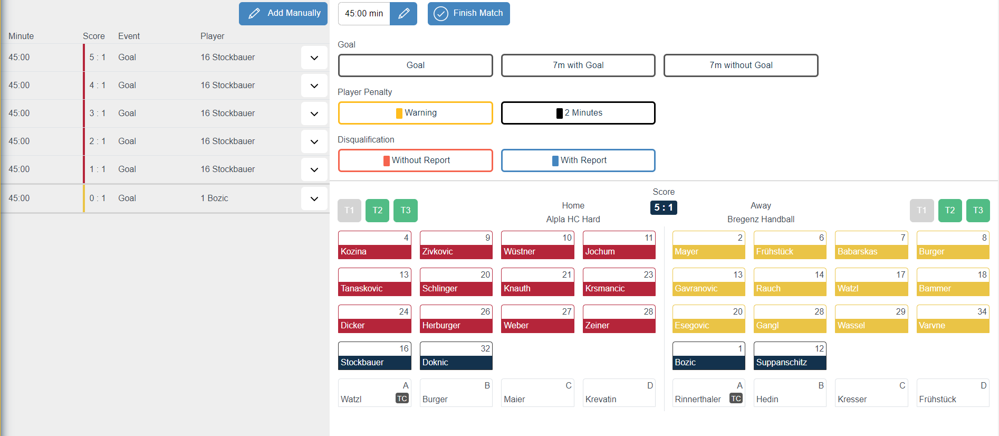 Add Manually
Minute Score Event Player
45:00 5 : 1 Goal 16 Stockbauer
45:00 4 : 1 Goal 16 Stockbauer
45:00 3 : 1 Goal 16 Stockbauer
45:00 2 : 1 Goal 16 Stockbauer
45:00 1 : 1 Goal 16 Stockbauer
45:00 0 : 1 Goal 1 Bozic
45:00 min Finish Match
Goal
Goal 7m with Goal 7m without Goal
Player Penalty
Warning 2 Minutes
Disqualification
Without Report With Report
Score
5 : 1
T1 T2 T3
Home
Alpla HC Hard
Away
Bregenz Handball
T1 T2 T3
4 9 10 11
Kozina Zivkovic Wüstner Jochum
13 20 21 23
Tanaskovic Schlinger Knauth Krsmancic
24 26 27 28
Dicker Herburger Weber Zeiner
16 32
Stockbauer Doknic
A B C D
Watzl TC Burger Maier Krevatin
2 6 7 8
Mayer Frühstück Babarskas Burger
13 14 17 18
Gavranovic Rauch Watzl Bammer
20 28 29 34
Esegovic Gangl Wassel Varvne
1 12
Bozic Suppanschitz
A B C D
Rinnerthaler TC Hedin Kresser Frühstück